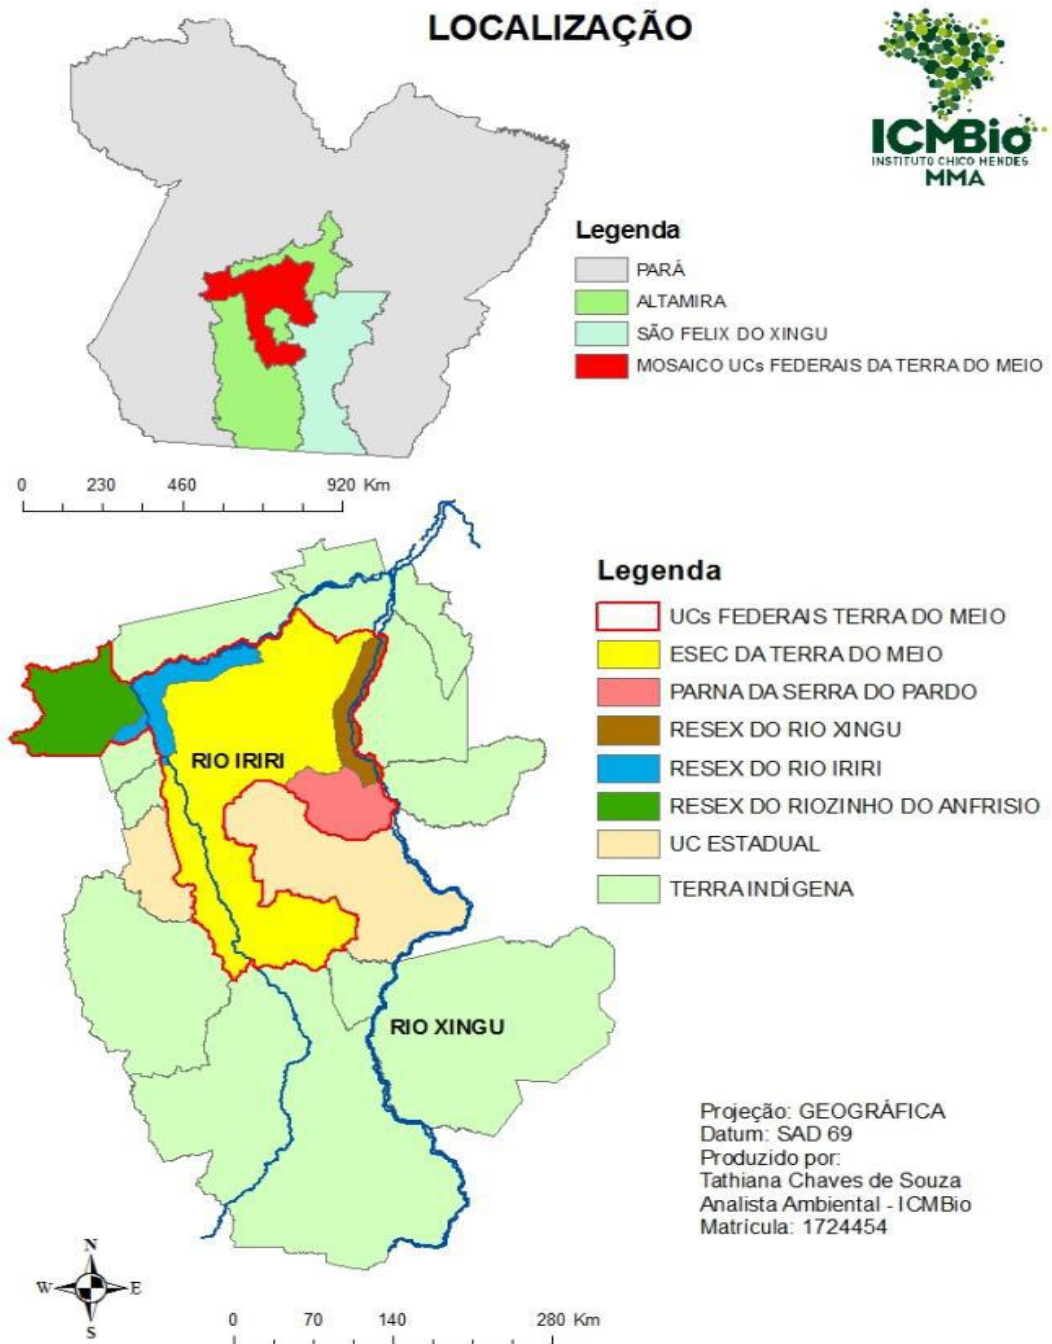 LOCALIZAÇÃO
ICMBio
INSTITUTO CHICO MENDES
MMA
Legenda
PARÁ
ALTAMIRA
SÃO FELIX DO XINGU
MOSAICO UCs FEDERAIS DA TERRA DO MEIO
0 230 460 920 Km
Legenda
UCs FEDERAIS TERRA DO MEIO
ESEC DA TERRA DO MEIO
PARNA DA SERRA DO PARDO
RESEX DO RIO XINGU
RESEX DO RIO IRIRI
RESEX DO RIOZINHO DO ANFRISIO
UC ESTADUAL
TERRA INDÍGENA
RIO IRIRI
RIO XINGU
Projeção: GEOGRÁFICA
Datum: SAD 69
Produzido por:
Tathiana Chaves de Souza
Analista Ambiental - ICMBio
Matrícula: 1724454
N
W E
S
0 70 140 280 Km